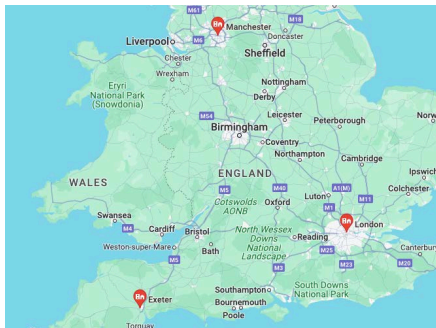 M61
Manchester
M18
Liverpool
M6
Doncaster
Sheffield
Chester
Wrexham
Eryri
National Park
(Snowdonia)
Nottingham
Derby
M54
Leicester
Peterborough
Norw
Birmingham
Coventry
Northampton
Cambridge
WALES
ENGLAND
Ipswich
M5
M40
Luton
A1(M)
M11
Colchester
Swansea
Cotswolds
AONB
Oxford
M1
M4
Cardiff
Bristol
North Wessex
Downs
National
Landscape
London
Weston-super-Mare
Bath
Reading
M25
Canterbury
M5
M3
M23
M20
Southampton
South Downs
National Park
Exeter
Bournemouth
Poole
Torquay